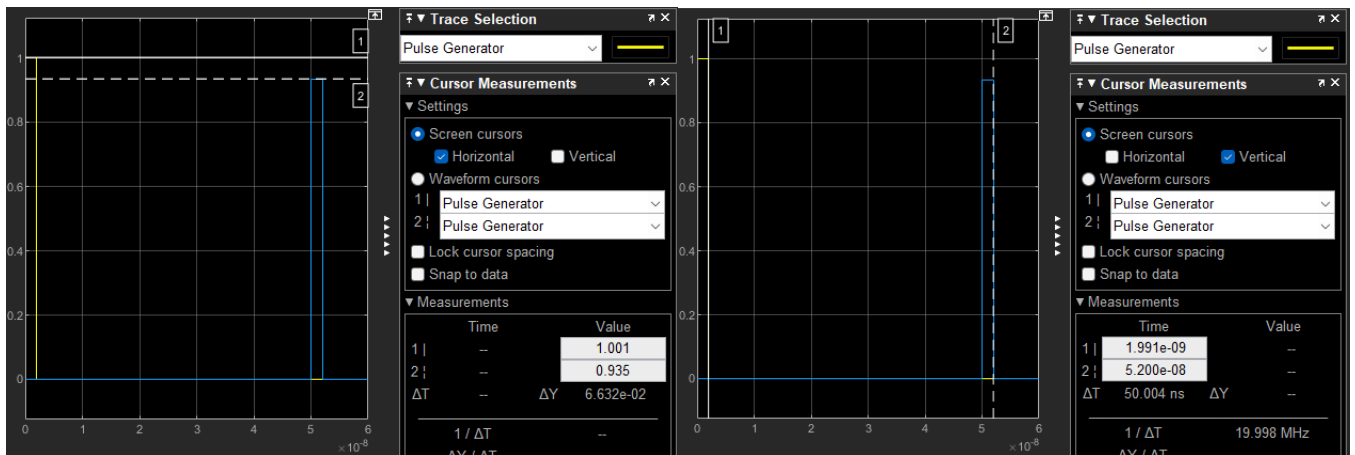 1
2
1
0.8
0.6
0.4
0.2
0
0 1 2 3 4 5 6
×10⁻⁸
Trace Selection
Pulse Generator
Cursor Measurements
Settings
Screen cursors
Horizontal Vertical
Waveform cursors
1 | Pulse Generator
2 ¦ Pulse Generator
Lock cursor spacing
Snap to data
Measurements
Time Value
1 | -- 1.001
2 ¦ -- 0.935
ΔT -- ΔY 6.632e-02
1 / ΔT --
ΔY / ΔT
1 2
1
0.8
0.6
0.4
0.2
0
0 1 2 3 4 5 6
×10⁻⁸
Trace Selection
Pulse Generator
Cursor Measurements
Settings
Screen cursors
Horizontal Vertical
Waveform cursors
1 | Pulse Generator
2 ¦ Pulse Generator
Lock cursor spacing
Snap to data
Measurements
Time Value
1 | 1.991e-09 --
2 ¦ 5.200e-08 --
ΔT 50.004 ns ΔY --
1 / ΔT 19.998 MHz
ΔY / ΔT